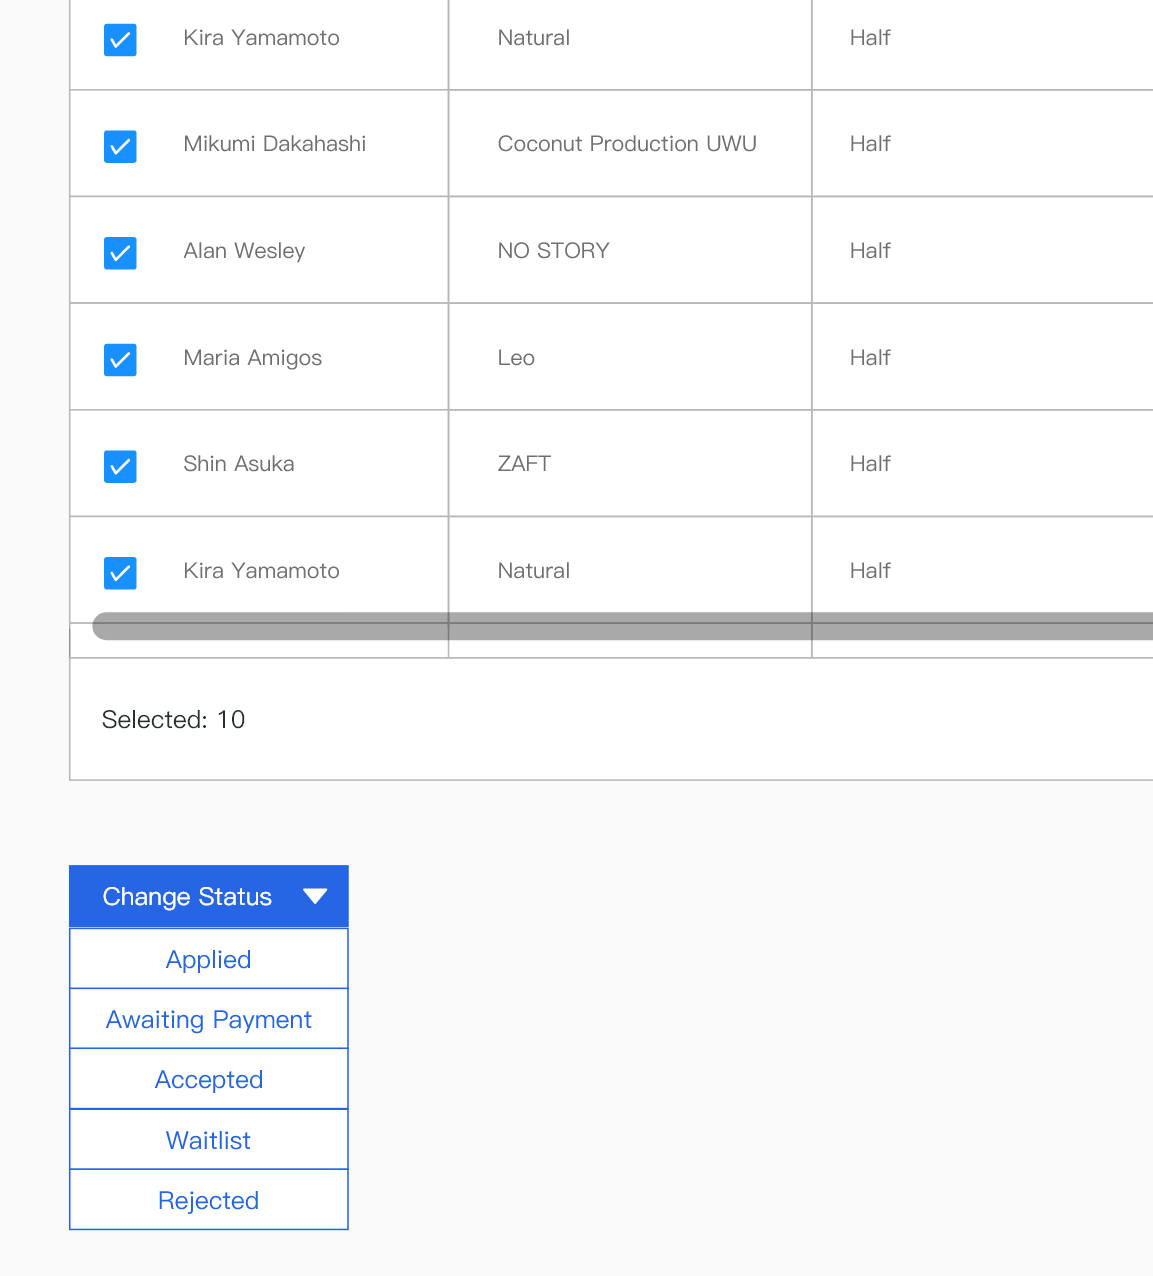 Kira Yamamoto Natural Half
Mikumi Dakahashi Coconut Production UWU Half
Alan Wesley NO STORY Half
Maria Amigos Leo Half
Shin Asuka ZAFT Half
Kira Yamamoto Natural Half
Selected: 10
Change Status
Applied
Awaiting Payment
Accepted
Waitlist
Rejected